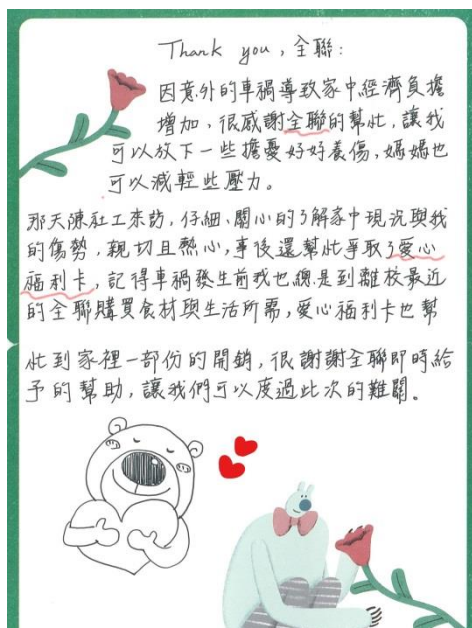 Thank you, 全聯:
因意外的車禍導致家中經濟負擔
增加、很感謝全聯的幫忙,讓我
可以放下一些擔憂好好養傷,媽媽也
可以減輕些壓力。
那天陳社工來訪,仔細、關心的了解家中現況與我
的傷勢,親切且熱心,事後還幫忙爭取了愛心
福利卡,記得車禍發生前我也總是到離校最近
的全聯購買食材與生活所需,愛心福利卡也幫
忙到家裡一部份的開銷,很謝謝全聯即時給
予的幫助,讓我們可以度過此次的難關。